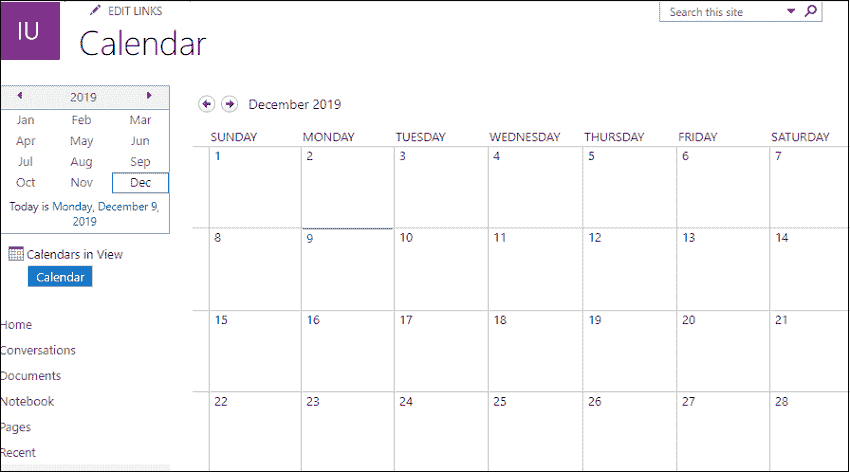 IU
EDIT LINKS
Search this site
Calendar
2019
Jan Feb Mar
Apr May Jun
Jul Aug Sep
Oct Nov Dec
Today is Monday, December 9,
2019
Calendars in View
Calendar
Home
Conversations
Documents
Notebook
Pages
Recent
December 2019
SUNDAY MONDAY TUESDAY WEDNESDAY THURSDAY FRIDAY SATURDAY
1 2 3 4 5 6 7
8 9 10 11 12 13 14
15 16 17 18 19 20 21
22 23 24 25 26 27 28